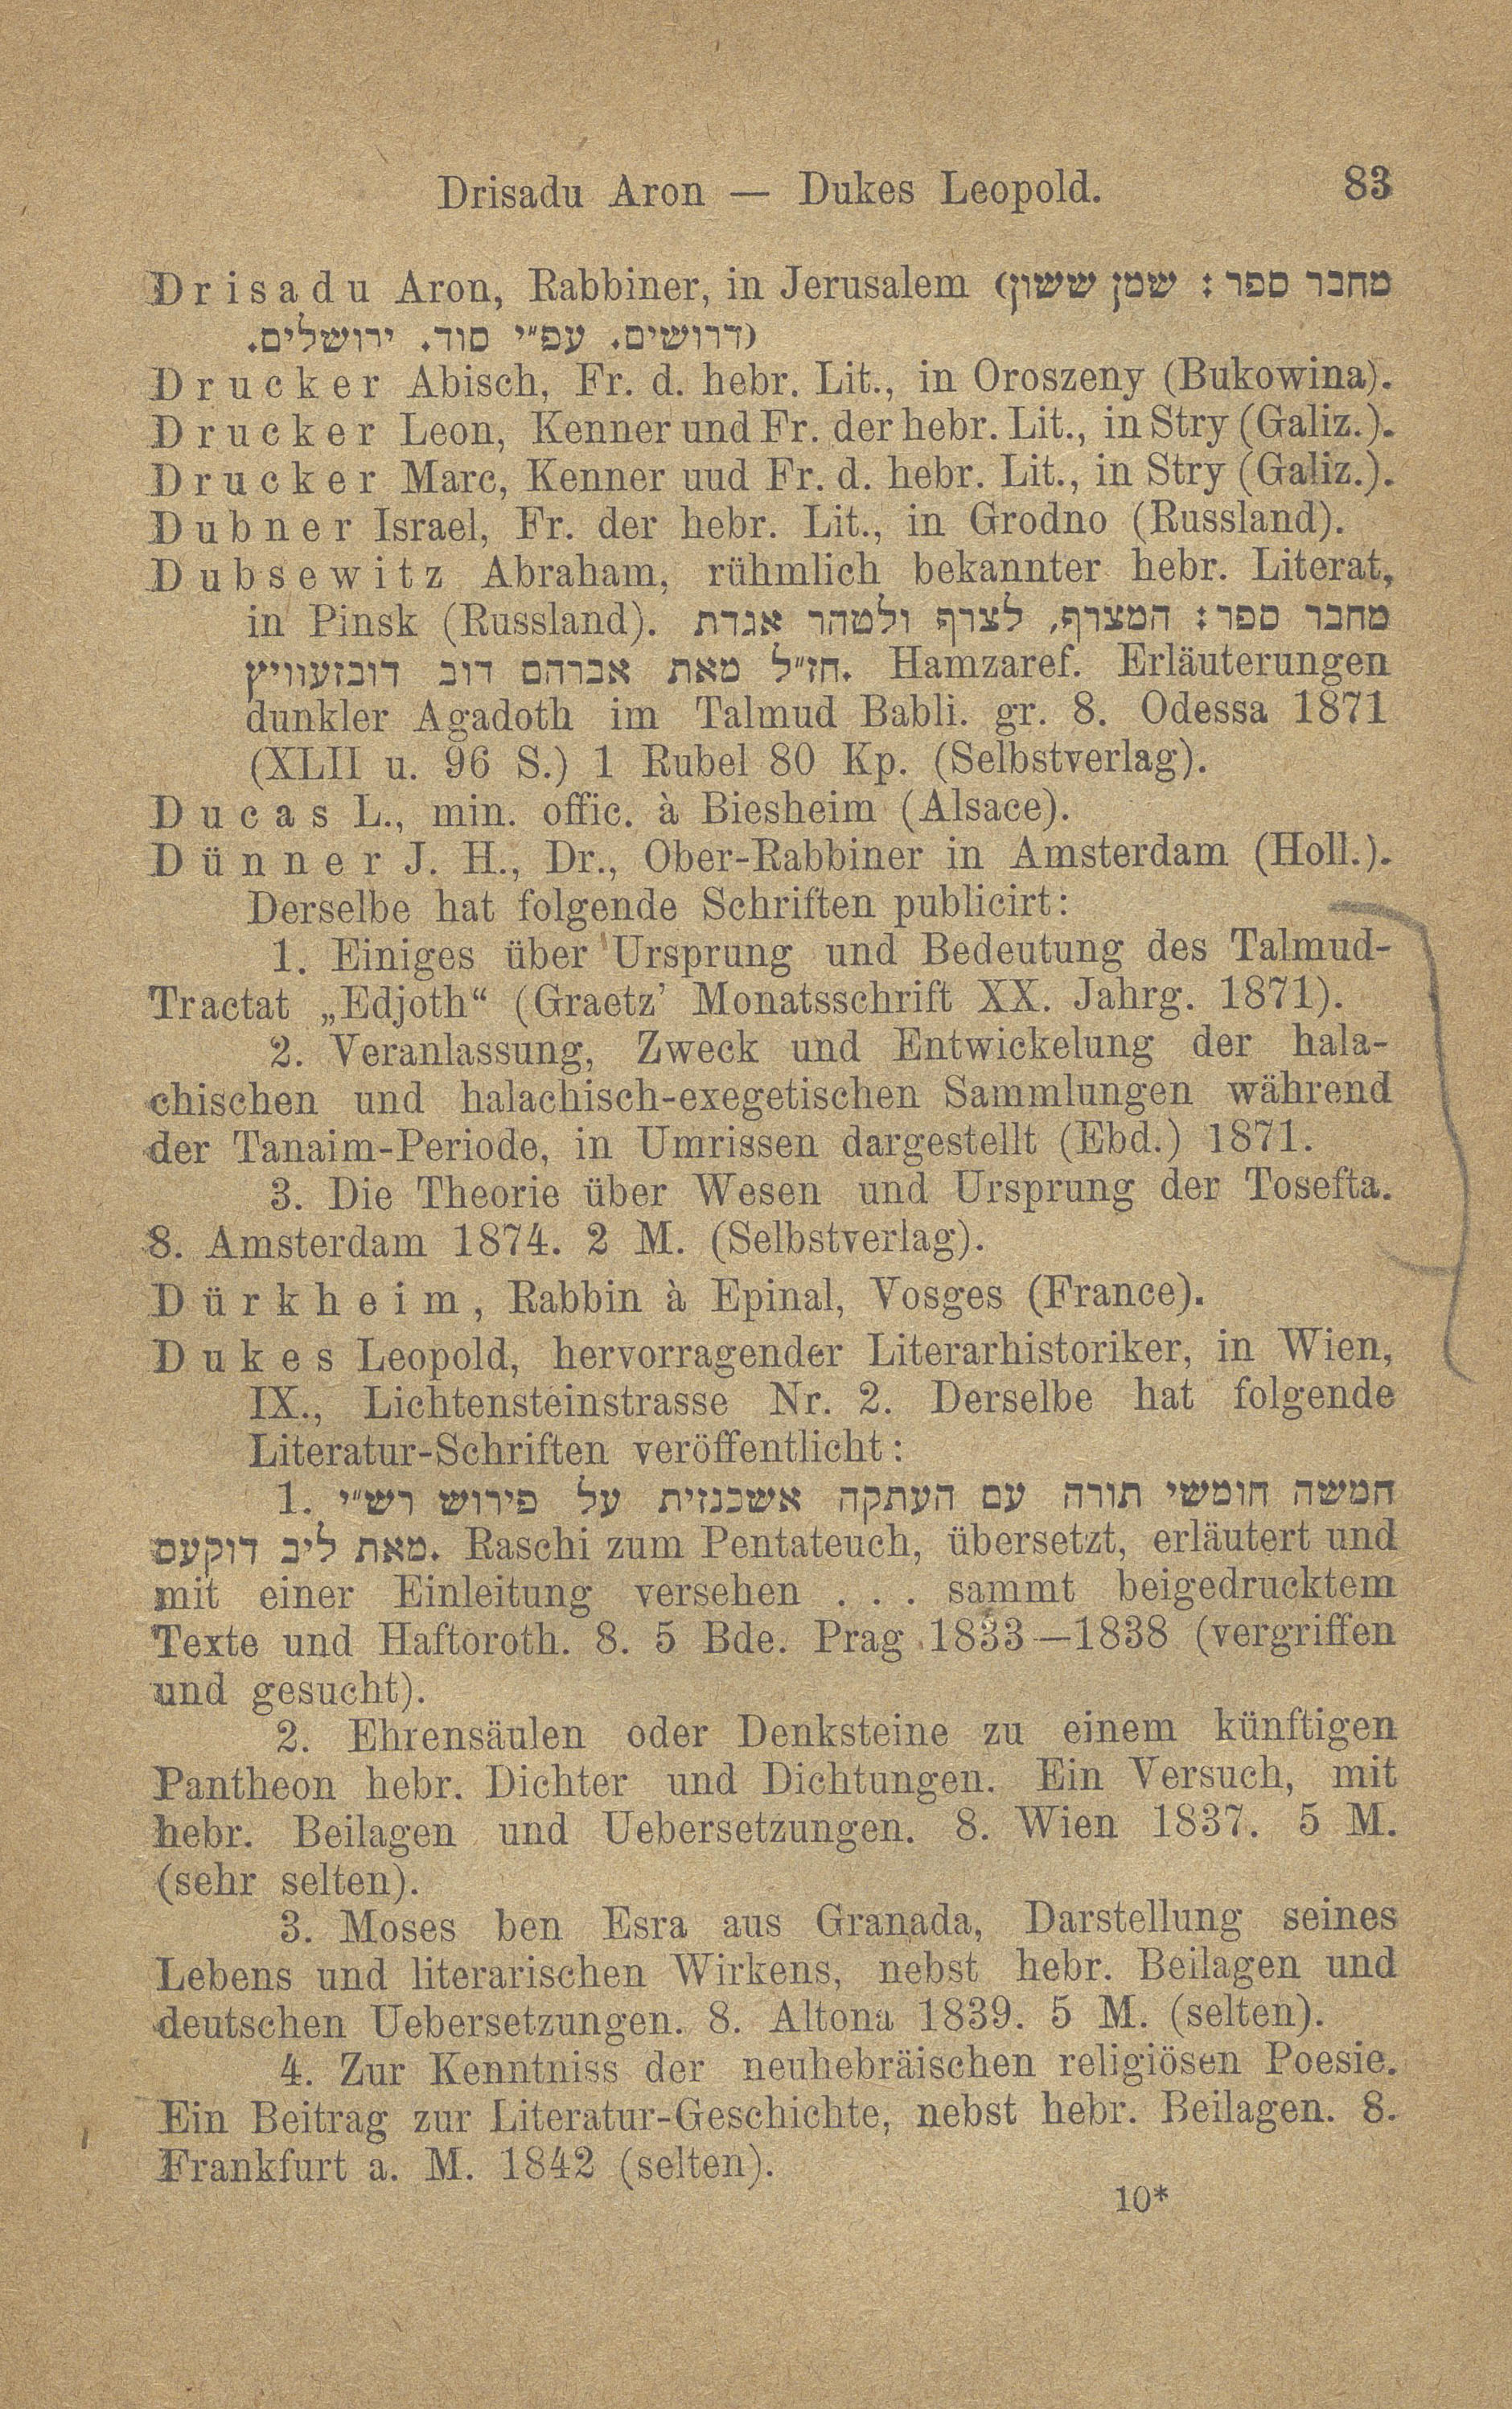 Drisadu Aron — Dukes Leopold. 83
Drisadu Aron, Rabbiner, in Jerusalem מחבר ספר: שמן ששון)
דרושים. עפ״י סוד. ירושלים.)
Drucker Abisch, Fr. d. hebr. Lit., in Oroszeny (Bukowina).
Drucker Leon, Kenner und Fr. der hebr. Lit., in Stry (Galiz.).
Drucker Marc, Kenner uud Fr. d. hebr. Lit., in Stry (Galiz.).
Dubner Israel, Fr. der hebr. Lit., in Grodno (Russland).
Dubsewitz Abraham, rühmlich bekannter hebr. Literat,
in Pinsk (Russland). מחבר ספר: המצרף, לצרף ולטהר אגדת
חז״ל מאת אברהם דוב דובזעוויץ. Hamzaref. Erläuterungen
dunkler Agadoth im Talmud Babli. gr. 8. Odessa 1871
(XLII u. 96 S.) 1 Rubel 80 Kp. (Selbstverlag).
Ducas L., min. offic. à Biesheim (Alsace).
Dünner J. H., Dr., Ober-Rabbiner in Amsterdam (Holl.).
Derselbe hat folgende Schriften publicirt:
1. Einiges über Ursprung und Bedeutung des Talmud-
Tractat „Edjoth“ (Graetz’ Monatsschrift XX. Jahrg. 1871).
2. Veranlassung, Zweck und Entwickelung der hala-
chischen und halachisch-exegetischen Sammlungen während
der Tanaim-Periode, in Umrissen dargestellt (Ebd.) 1871.
3. Die Theorie über Wesen und Ursprung der Tosefta.
8. Amsterdam 1874. 2 M. (Selbstverlag).
Dürkheim, Rabbin à Epinal, Vosges (France).
Dukes Leopold, hervorragender Literarhistoriker, in Wien,
IX., Lichtensteinstrasse Nr. 2. Derselbe hat folgende
Literatur-Schriften veröffentlicht:
1. חמשה חומשי תורה עם העתקה אשכנזית על פירוש רש״י
מאת ליב דוקעס. Raschi zum Pentateuch, übersetzt, erläutert und
mit einer Einleitung versehen . . . sammt beigedrucktem
Texte und Haftoroth. 8. 5 Bde. Prag 1833—1838 (vergriffen
und gesucht).
2. Ehrensäulen oder Denksteine zu einem künftigen
Pantheon hebr. Dichter und Dichtungen. Ein Versuch, mit
hebr. Beilagen und Uebersetzungen. 8. Wien 1837. 5 M.
(sehr selten).
3. Moses ben Esra aus Granada, Darstellung seines
Lebens und literarischen Wirkens, nebst hebr. Beilagen und
deutschen Uebersetzungen. 8. Altona 1839. 5 M. (selten).
4. Zur Kenntniss der neuhebräischen religiösen Poesie.
Ein Beitrag zur Literatur-Geschichte, nebst hebr. Beilagen. 8.
Frankfurt a. M. 1842 (selten).
10*